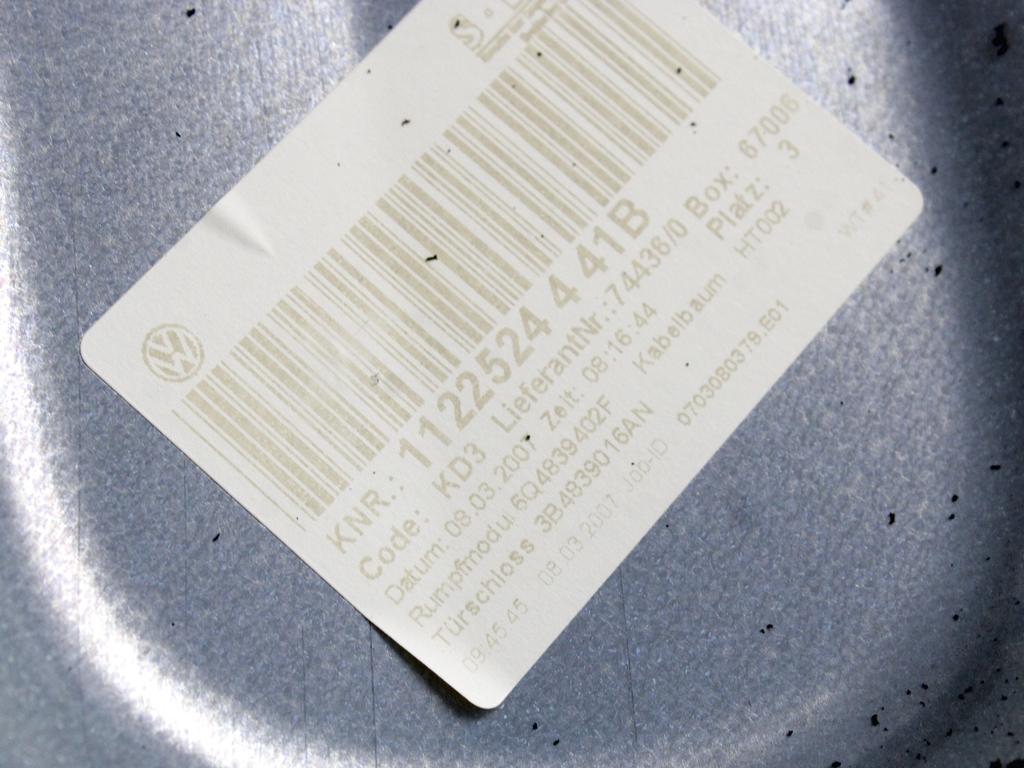 KNR.: 1122524 4 41B
Code: KD3 LieferantNr.: 74436/0 Box: 67006
Datum: 08.03.2007 Zeit: 08:16:44 Platz: 3
Rumpfmodul 6Q4839402F Kabelbaum HT002
Türschloss 3B4839016AN
09:45:45 08.03.2007 Job-ID 0703080379.E01